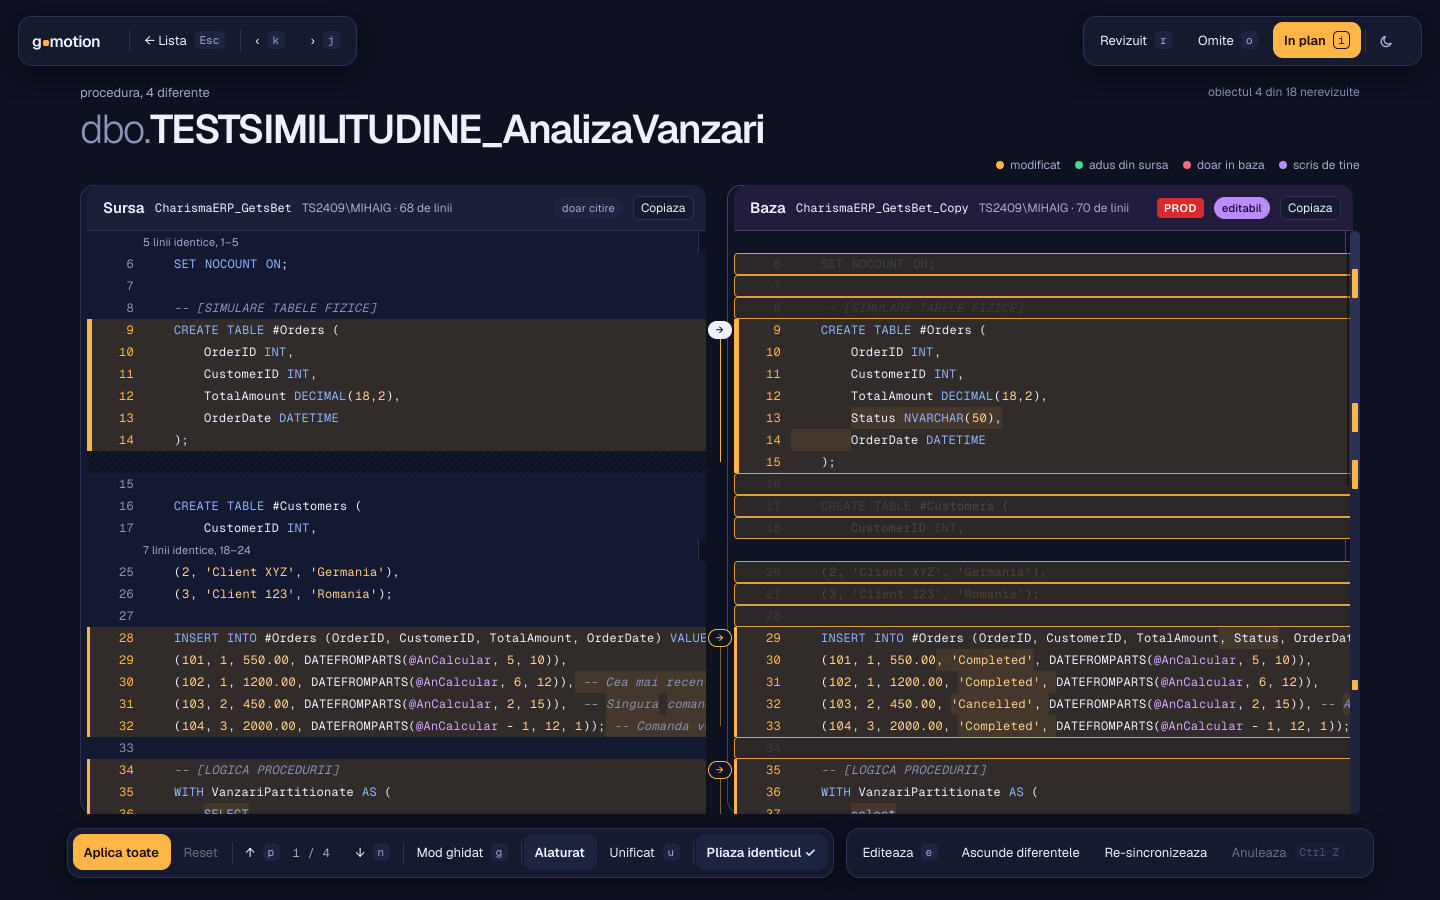 gmotion
← Lista Esc ‹ k › j
Revizuit r Omite o In plan i
procedura, 4 diferente
obiectul 4 din 18 nerevizuite
dbo.TESTSIMILITUDINE_AnalizaVanzari
modificat adus din sursa doar in baza scris de tine
Sursa CharismaERP_GetsBet TS2409\MIHAIG · 68 de linii doar citire Copiaza
5 linii identice, 1–5
6 SET NOCOUNT ON;
7
8 -- [SIMULARE TABELE FIZICE]
9 CREATE TABLE #Orders (
10 OrderID INT,
11 CustomerID INT,
12 TotalAmount DECIMAL(18,2),
13 OrderDate DATETIME
14 );
15
16 CREATE TABLE #Customers (
17 CustomerID INT,
7 linii identice, 18–24
25 (2, 'Client XYZ', 'Germania'),
26 (3, 'Client 123', 'Romania');
27
28 INSERT INTO #Orders (OrderID, CustomerID, TotalAmount, OrderDate) VALUE
29 (101, 1, 550.00, DATEFROMPARTS(@AnCalcular, 5, 10)),
30 (102, 1, 1200.00, DATEFROMPARTS(@AnCalcular, 6, 12)), -- Cea mai recen
31 (103, 2, 450.00, DATEFROMPARTS(@AnCalcular, 2, 15)), -- Singura coman
32 (104, 3, 2000.00, DATEFROMPARTS(@AnCalcular - 1, 12, 1)); -- Comanda v
33
34 -- [LOGICA PROCEDURII]
35 WITH VanzariPartitionate AS (
36 SELECT
Baza CharismaERP_GetsBet_Copy TS2409\MIHAIG · 70 de linii PROD editabil Copiaza
6 SET NOCOUNT ON;
7
8 -- [SIMULARE TABELE FIZICE]
9 CREATE TABLE #Orders (
10 OrderID INT,
11 CustomerID INT,
12 TotalAmount DECIMAL(18,2),
13 Status NVARCHAR(50),
14 OrderDate DATETIME
15 );
16
17 CREATE TABLE #Customers (
18 CustomerID INT,
26 (2, 'Client XYZ', 'Germania'),
27 (3, 'Client 123', 'Romania');
28
29 INSERT INTO #Orders (OrderID, CustomerID, TotalAmount, Status, OrderDat
30 (101, 1, 550.00, 'Completed', DATEFROMPARTS(@AnCalcular, 5, 10)),
31 (102, 1, 1200.00, 'Completed', DATEFROMPARTS(@AnCalcular, 6, 12)),
32 (103, 2, 450.00, 'Cancelled', DATEFROMPARTS(@AnCalcular, 2, 15)), -- A
33 (104, 3, 2000.00, 'Completed', DATEFROMPARTS(@AnCalcular - 1, 12, 1));
34
35 -- [LOGICA PROCEDURII]
36 WITH VanzariPartitionate AS (
37 select
Aplica toate Reset ↑ p 1 / 4 ↓ n Mod ghidat g Alaturat Unificat u Pliaza identicul ✓
Editeaza e Ascunde diferentele Re-sincronizeaza Anuleaza Ctrl Z